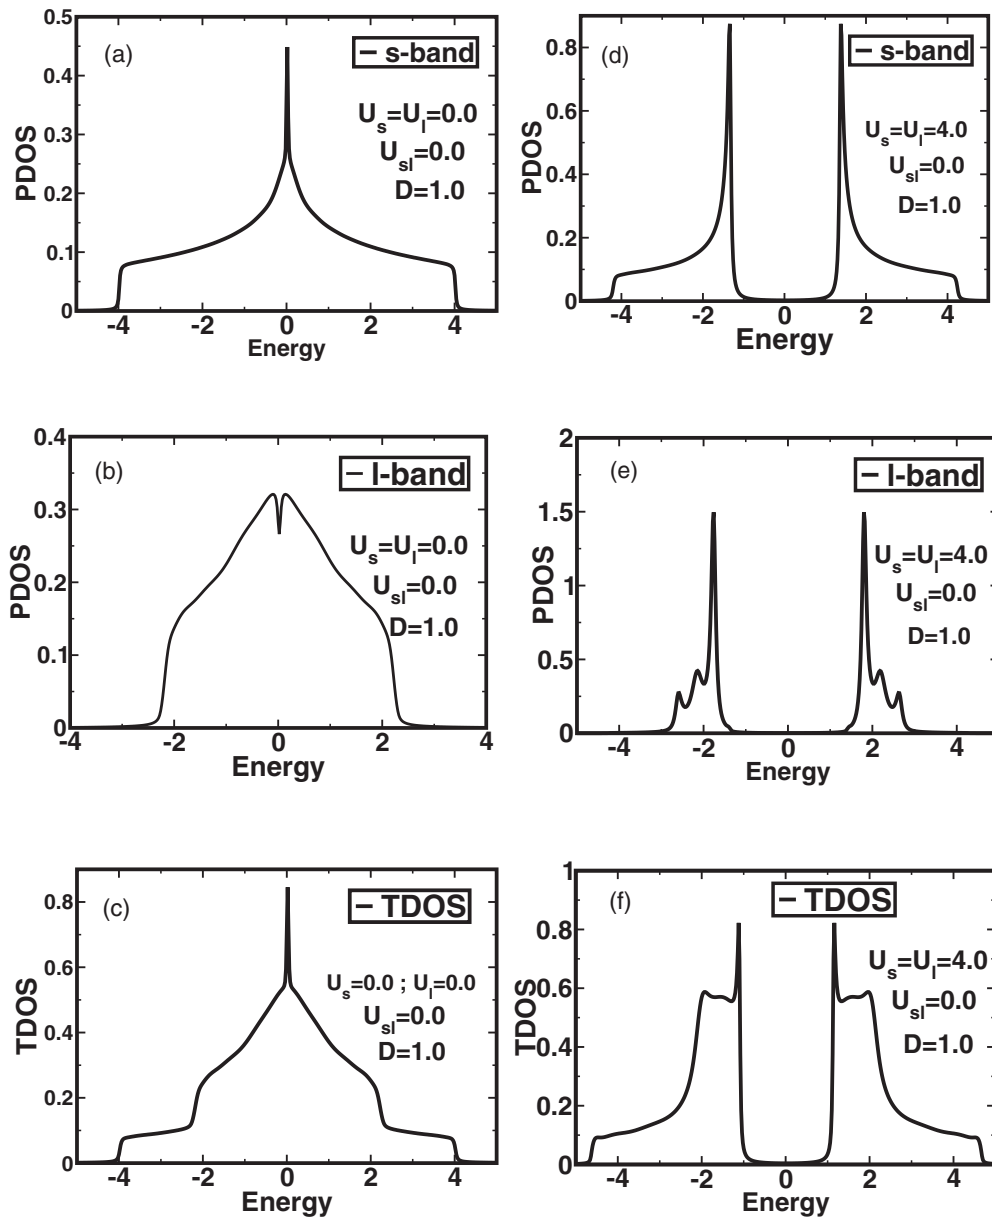 (a)
– s-band
U_s=U_l=0.0
U_sl=0.0
D=1.0
PDOS
0.5
0.4
0.3
0.2
0.1
0
-4 -2 0 2 4
Energy
(d)
– s-band
U_s=U_l=4.0
U_sl=0.0
D=1.0
PDOS
0.8
0.6
0.4
0.2
0
-4 -2 0 2 4
Energy
(b)
– l-band
U_s=U_l=0.0
U_sl=0.0
D=1.0
PDOS
0.4
0.3
0.2
0.1
0
-4 -2 0 2 4
Energy
(e)
– l-band
U_s=U_l=4.0
U_sl=0.0
D=1.0
PDOS
2
1.5
1
0.5
0
-4 -2 0 2 4
Energy
(c)
– TDOS
U_s=0.0 ; U_l=0.0
U_sl=0.0
D=1.0
TDOS
0.8
0.6
0.4
0.2
0
-4 -2 0 2 4
Energy
(f)
– TDOS
U_s=U_l=4.0
U_sl=0.0
D=1.0
TDOS
1
0.8
0.6
0.4
0.2
0
-4 -2 0 2 4
Energy